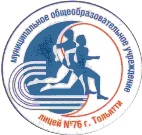 Муниципальное общеобразовательное учреждение
лицей №76 г. Тольятти